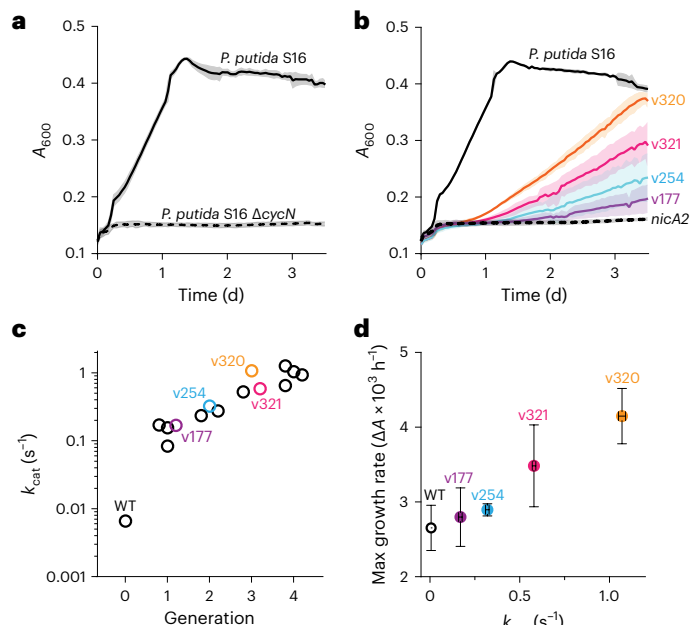 a
0.5
0.4
0.3
0.2
0.1
A600
P. putida S16
P. putida S16 ΔcycN
0 1 2 3
Time (d)
b
0.5
0.4
0.3
0.2
0.1
A600
P. putida S16
v320
v321
v254
v177
nicA2
0 1 2 3
Time (d)
c
1
0.1
0.01
0.001
kcat (s−1)
v320
v254
v321
v177
WT
0 1 2 3 4
Generation
d
5
4
3
2
Max growth rate (ΔA × 10³ h−1)
v320
v321
WT
v177
v254
0 0.5 1.0
k (s−1)